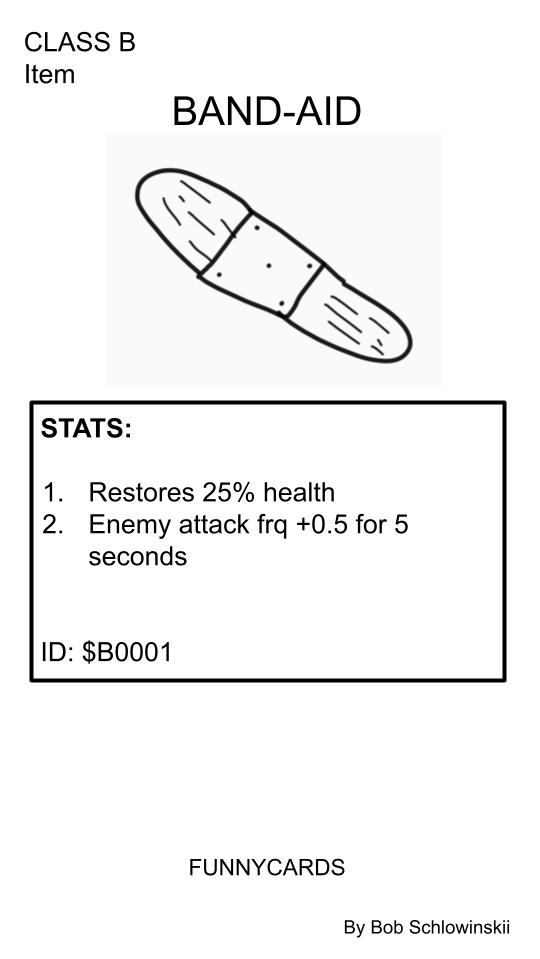 CLASS B
Item
BAND-AID
STATS:
1. Restores 25% health
2. Enemy attack frq +0.5 for 5
seconds
ID: $B0001
FUNNYCARDS
By Bob Schlowinskii